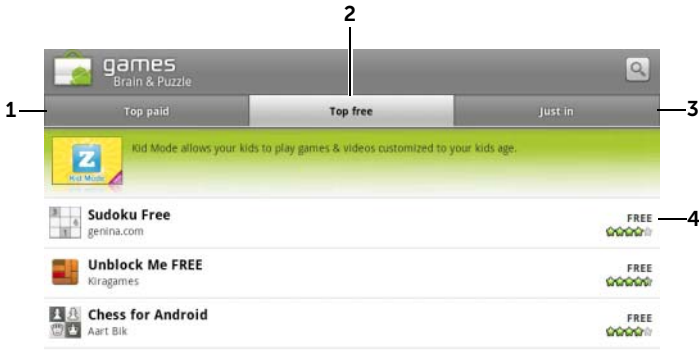 2
games
Brain & Puzzle
1
Top paid
Top free
Just in
3
Z
Kid Mode
Kid Mode allows your kids to play games & videos customized to your kids age.
Sudoku Free
FREE
4
genina.com
Unblock Me FREE
FREE
Kiragames
Chess for Android
FREE
Aart Bik